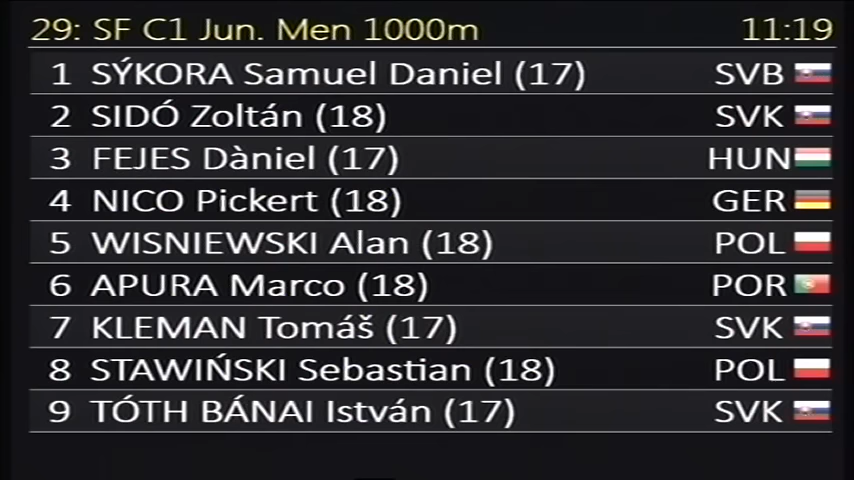 29: SF C1 Jun. Men 1000m 11:19
1 SÝKORA Samuel Daniel (17) SVB
2 SIDÓ Zoltán (18) SVK
3 FEJES Dàniel (17) HUN
4 NICO Pickert (18) GER
5 WISNIEWSKI Alan (18) POL
6 APURA Marco (18) POR
7 KLEMAN Tomáš (17) SVK
8 STAWIŃSKI Sebastian (18) POL
9 TÓTH BÁNAI István (17) SVK